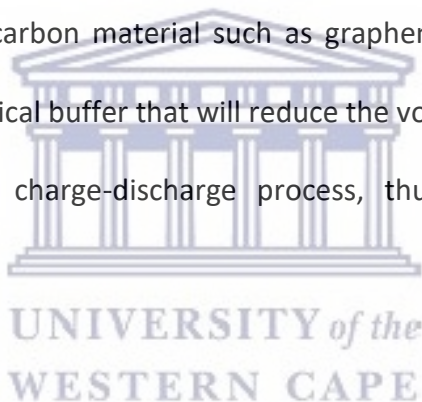 carbon material such as graphen
ical buffer that will reduce the vo
charge-discharge process, thu
UNIVERSITY of the
WESTERN CAPE